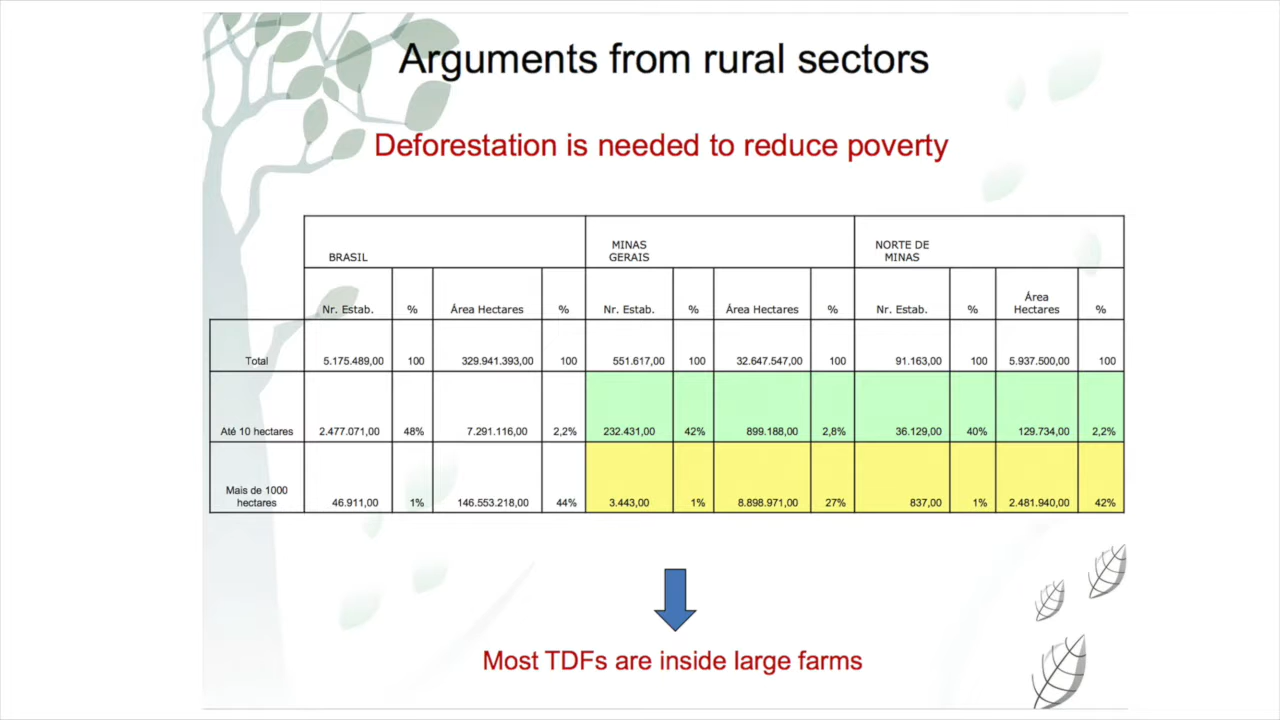 Arguments from rural sectors
Deforestation is needed to reduce poverty
BRASIL
MINAS
GERAIS
NORTE DE
MINAS
Nr. Estab. % Área Hectares % Nr. Estab. % Área Hectares % Nr. Estab. % Área
Hectares %
Total 5.175.489,00 100 329.941.393,00 100 551.617,00 100 32.647.547,00 100 91.163,00 100 5.937.500,00 100
Até 10 hectares 2.477.071,00 48% 7.291.116,00 2,2% 232.431,00 42% 899.188,00 2,8% 36.129,00 40% 129.734,00 2,2%
Mais de 1000
hectares 46.911,00 1% 146.553.218,00 44% 3.443,00 1% 8.898.971,00 27% 837,00 1% 2.481.940,00 42%
Most TDFs are inside large farms